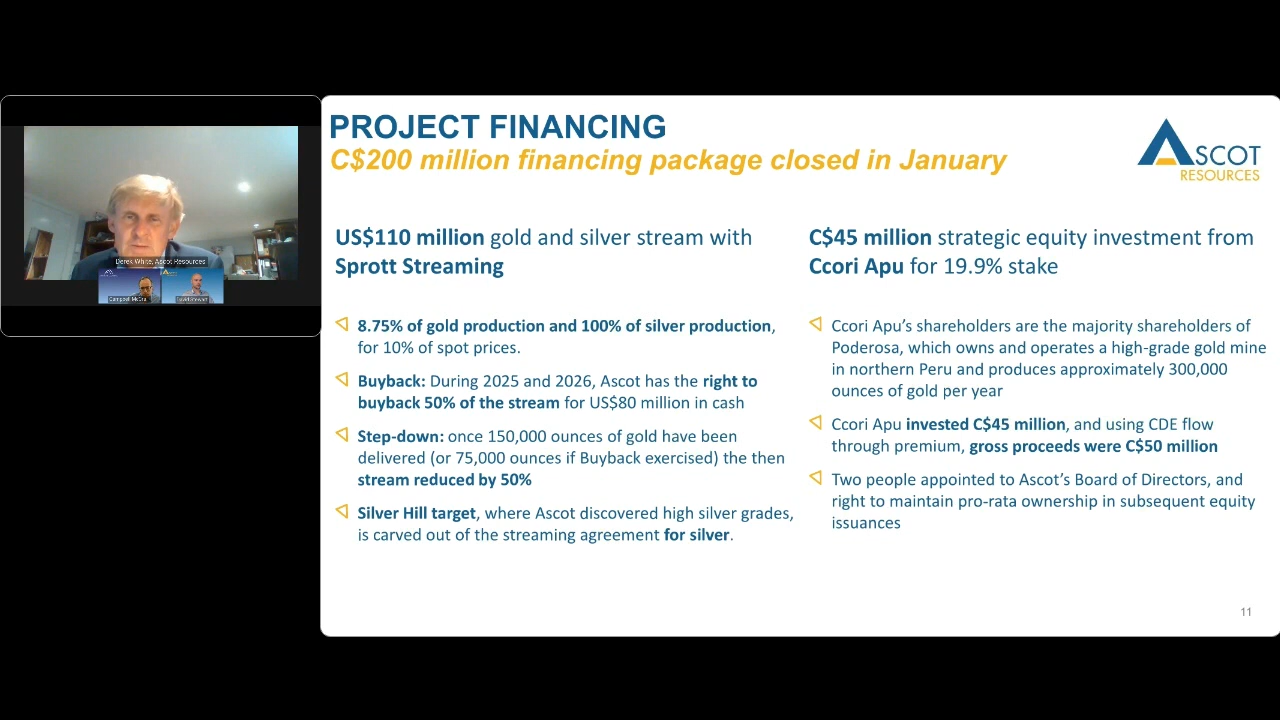 PROJECT FINANCING
C$200 million financing package closed in January
ASCOT
RESOURCES
Derek White, Ascot Resources
David Stewart
US$110 million gold and silver stream with
Sprott Streaming
8.75% of gold production and 100% of silver production,
for 10% of spot prices.
Buyback: During 2025 and 2026, Ascot has the right to
buyback 50% of the stream for US$80 million in cash
Step-down: once 150,000 ounces of gold have been
delivered (or 75,000 ounces if Buyback exercised) the then
stream reduced by 50%
Silver Hill target, where Ascot discovered high silver grades,
is carved out of the streaming agreement for silver.
C$45 million strategic equity investment from
Ccori Apu for 19.9% stake
Ccori Apu's shareholders are the majority shareholders of
Poderosa, which owns and operates a high-grade gold mine
in northern Peru and produces approximately 300,000
ounces of gold per year
Ccori Apu invested C$45 million, and using CDE flow
through premium, gross proceeds were C$50 million
Two people appointed to Ascot's Board of Directors, and
right to maintain pro-rata ownership in subsequent equity
issuances
11